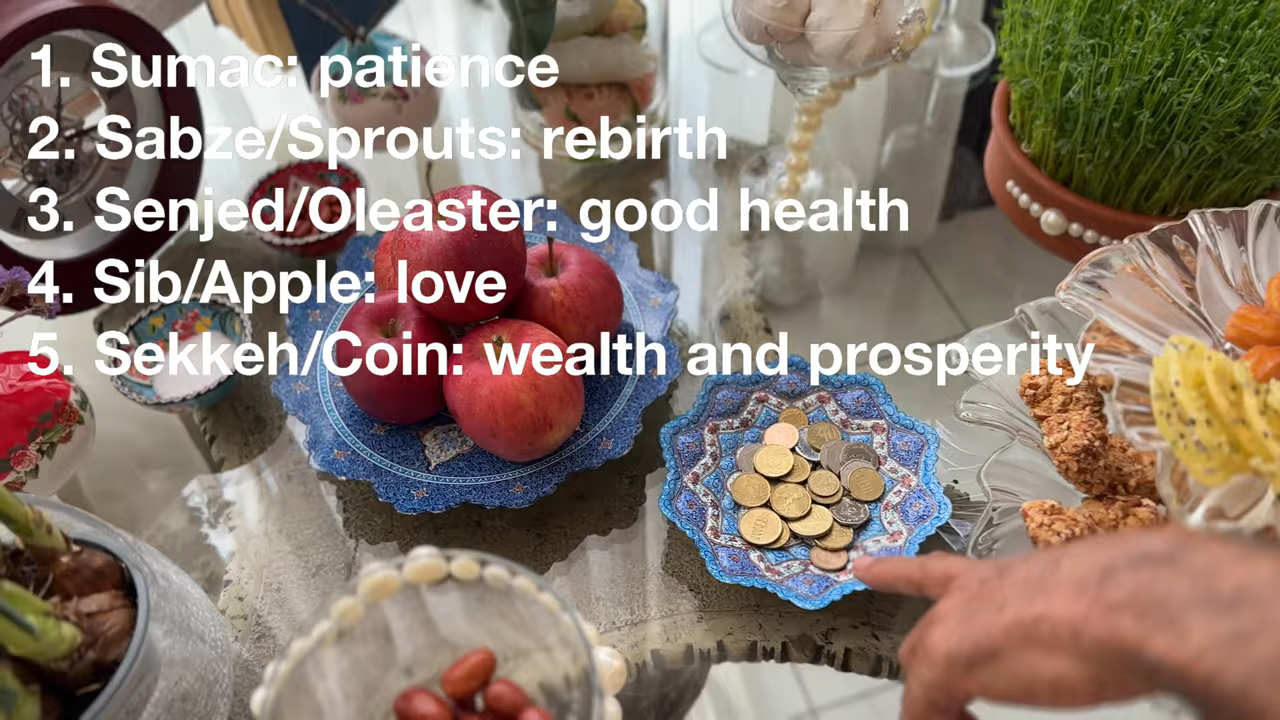 1. Sumac: patience
2. Sabze/Sprouts: rebirth
3. Senjed/Oleaster: good health
4. Sib/Apple: love
5. Sekkeh/Coin: wealth and prosperity